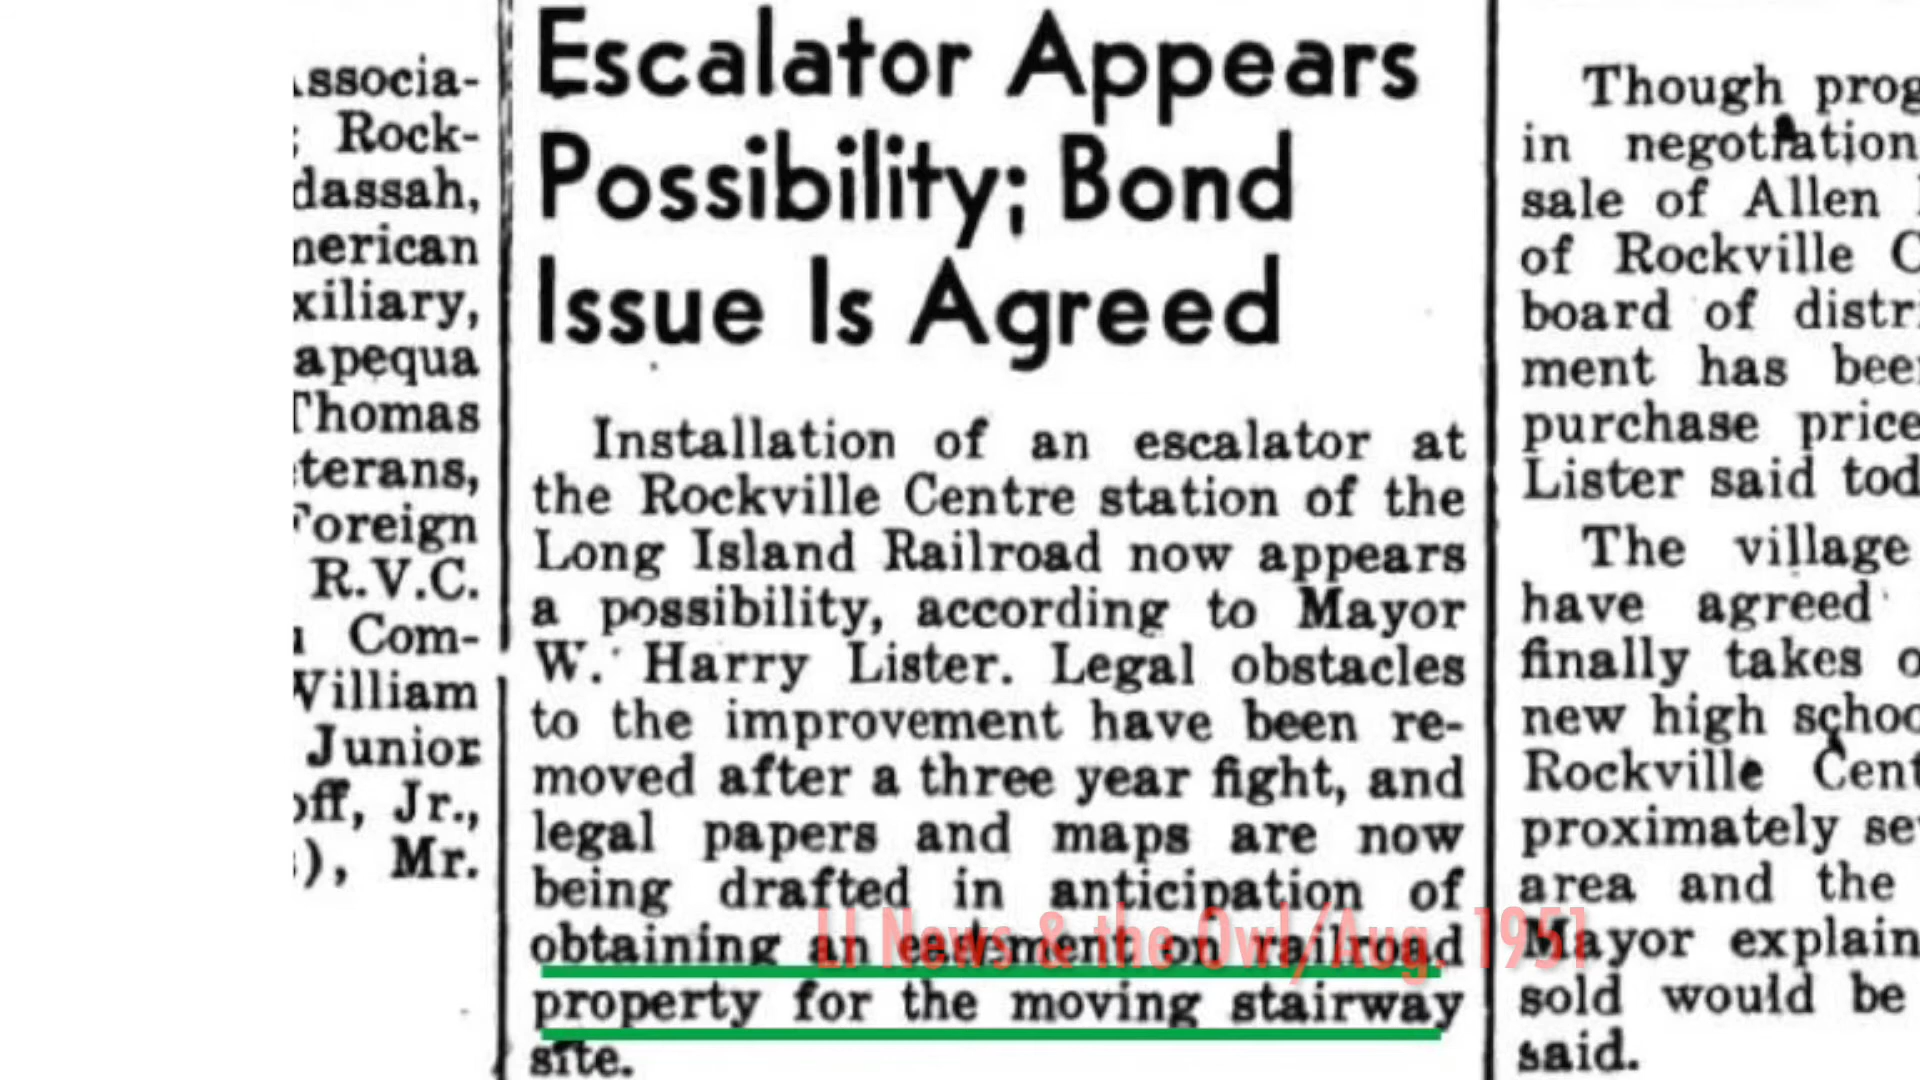 Associa-
Rock-
dassah,
merican
xiliary,
apequa
Thomas
terans,
Foreign
R.V.C.
Com-
William
Junior
off, Jr.,
), Mr.
Escalator Appears
Possibility; Bond
Issue Is Agreed
Installation of an escalator at
the Rockville Centre station of the
Long Island Railroad now appears
a possibility, according to Mayor
W. Harry Lister. Legal obstacles
to the improvement have been re-
moved after a three year fight, and
legal papers and maps are now
being drafted in anticipation of
obtaining an easement on railroad
property for the moving stairway
site.
LI News & the Owl/Aug. 1951
Though prog
in negotiation
sale of Allen
of Rockville C
board of distri
ment has been
purchase price
Lister said tod
The village
have agreed
finally takes o
new high schoo
Rockville Cent
proximately se
area and the
Mayor explain
sold would be
said.